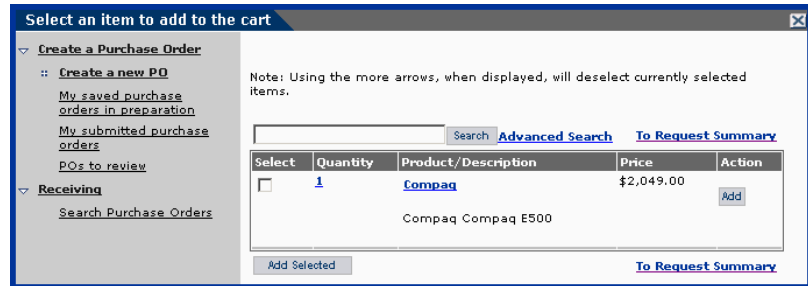 Select an item to add to the cart
Create a Purchase Order
Create a new PO
My saved purchase
orders in preparation
My submitted purchase
orders
POs to review
Receiving
Search Purchase Orders
Note: Using the more arrows, when displayed, will deselect currently selected
items.
Search Advanced Search To Request Summary
Select Quantity Product/Description Price Action
1 Compaq $2,049.00 Add
Compaq Compaq E500
Add Selected To Request Summary